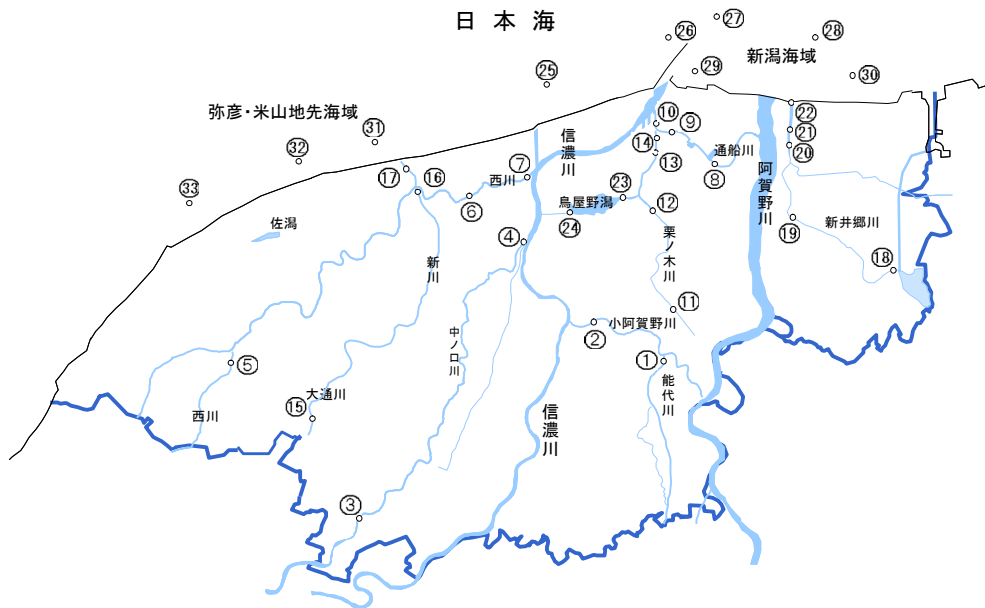 日本海
㉗
㉖
㉘
新潟海域
㉙
㉚
㉕
弥彦・米山地先海域
㉛
㉜
㉝
⑩
⑨
⑭
⑬
通船川
⑧
㉒
㉑
⑳
信濃川
阿賀野川
⑦
西川
⑰
⑯
⑥
㉓
鳥屋野潟
㉔
⑫
栗ノ木川
⑲
新井郷川
⑱
佐潟
④
新川
中ノ口川
⑪
小阿賀野川
②
①
能代川
⑤
西川
大通川
⑮
信濃川
③